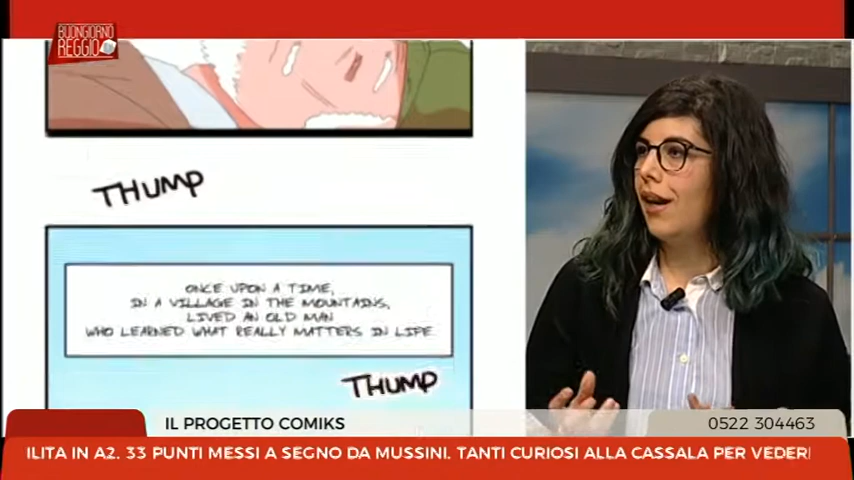 BUONGIORNO
REGGIO
THUMP
ONCE UPON A TIME,
IN A VILLAGE IN THE MOUNTAINS,
LIVED AN OLD MAN
WHO LEARNED WHAT REALLY MATTERS IN LIFE
THUMP
IL PROGETTO COMIKS
0522 304463
ILITA IN A2. 33 PUNTI MESSI A SEGNO DA MUSSINI. TANTI CURIOSI ALLA CASSALA PER VEDERE